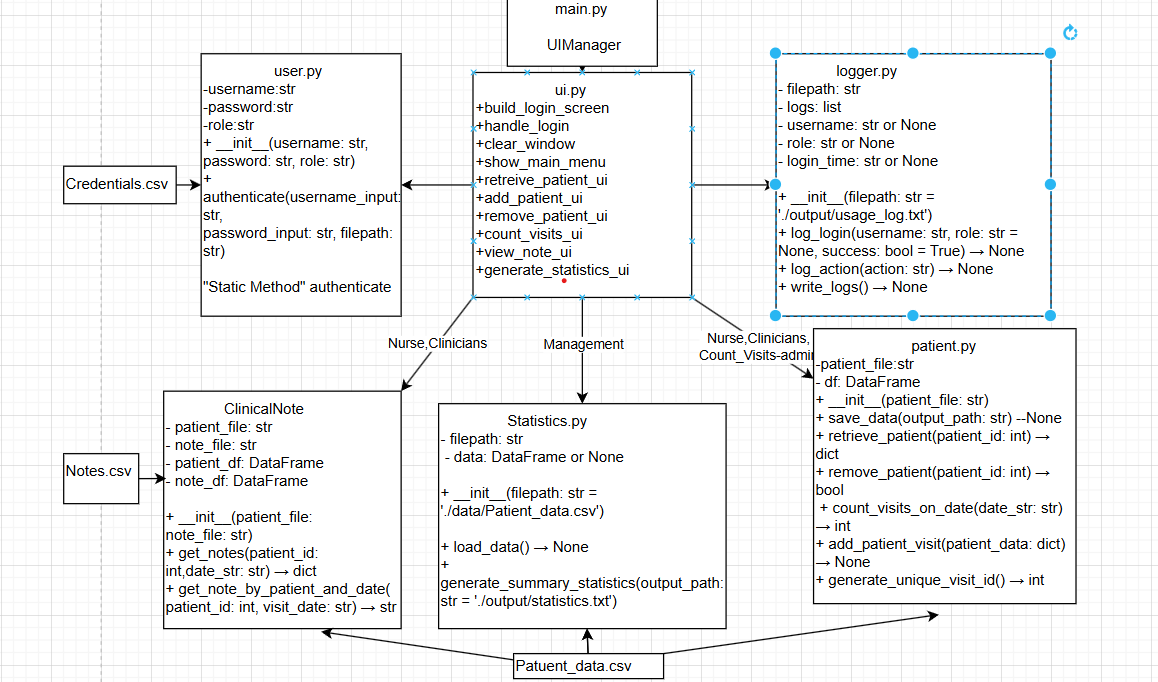 main.py
UIManager
user.py
-username:str
-password:str
-role:str
+ __init__(username: str,
password: str, role: str)
+
authenticate(username_input:
str,
password_input: str, filepath:
str)
"Static Method" authenticate
Credentials.csv
ui.py
+build_login_screen
+handle_login
+clear_window
+show_main_menu
+retreive_patient_ui
+add_patient_ui
+remove_patient_ui
+count_visits_ui
+view_note_ui
+generate_statistics_ui
logger.py
- filepath: str
- logs: list
- username: str or None
- role: str or None
- login_time: str or None
+ __init__(filepath: str =
'./output/usage_log.txt')
+ log_login(username: str, role: str =
None, success: bool = True) → None
+ log_action(action: str) → None
+ write_logs() → None
Nurse,Clinicians
Management
Nurse,Clinicians,
Count_Visits-admin
ClinicalNote
- patient_file: str
- note_file: str
- patient_df: DataFrame
- note_df: DataFrame
+ __init__(patient_file:
note_file: str)
+ get_notes(patient_id:
int,date_str: str) → dict
+ get_note_by_patient_and_date(
patient_id: int, visit_date: str) → str
Notes.csv
Statistics.py
- filepath: str
- data: DataFrame or None
+ __init__(filepath: str =
'./data/Patient_data.csv')
+ load_data() → None
+
generate_summary_statistics(output_path:
str = './output/statistics.txt')
patient.py
-patient_file:str
- df: DataFrame
+ __init__(patient_file: str)
+ save_data(output_path: str) --None
+ retrieve_patient(patient_id: int) →
dict
+ remove_patient(patient_id: int) →
bool
+ count_visits_on_date(date_str: str)
→ int
+ add_patient_visit(patient_data: dict)
→ None
+ generate_unique_visit_id() → int
Patuent_data.csv